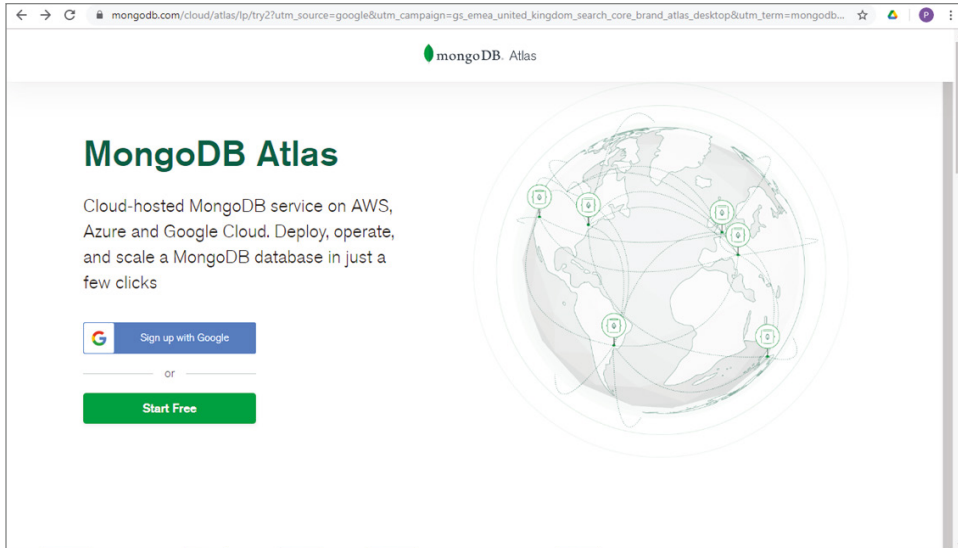 mongodb.com/cloud/atlas/lp/try2?utm_source=google&utm_campaign=gs_emea_united_kingdom_search_core_brand_atlas_desktop&utm_term=mongodb...
P
mongoDB. Atlas
MongoDB Atlas
Cloud-hosted MongoDB service on AWS,
Azure and Google Cloud. Deploy, operate,
and scale a MongoDB database in just a
few clicks
G Sign up with Google
or
Start Free